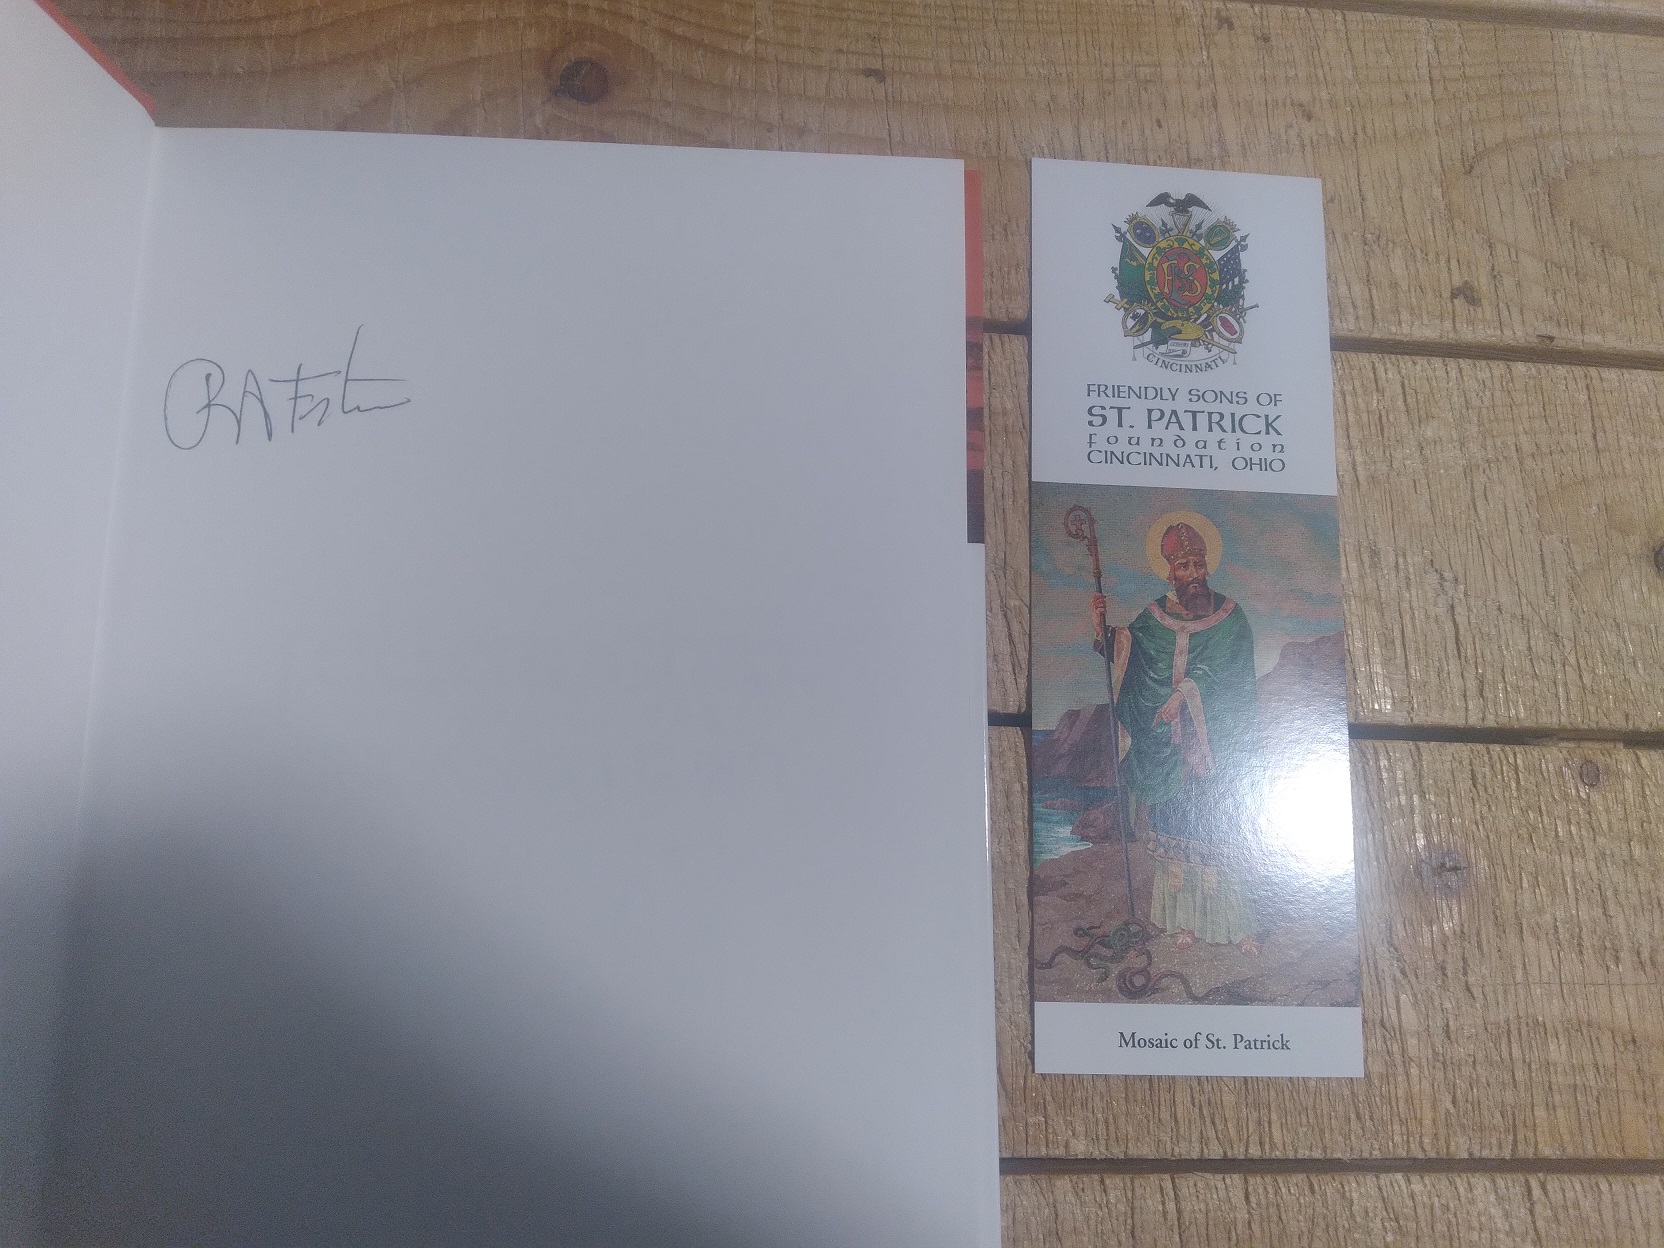 CINCINNATI
FRIENDLY SONS OF
ST. PATRICK
foundation
CINCINNATI, OHIO
Mosaic of St. Patrick